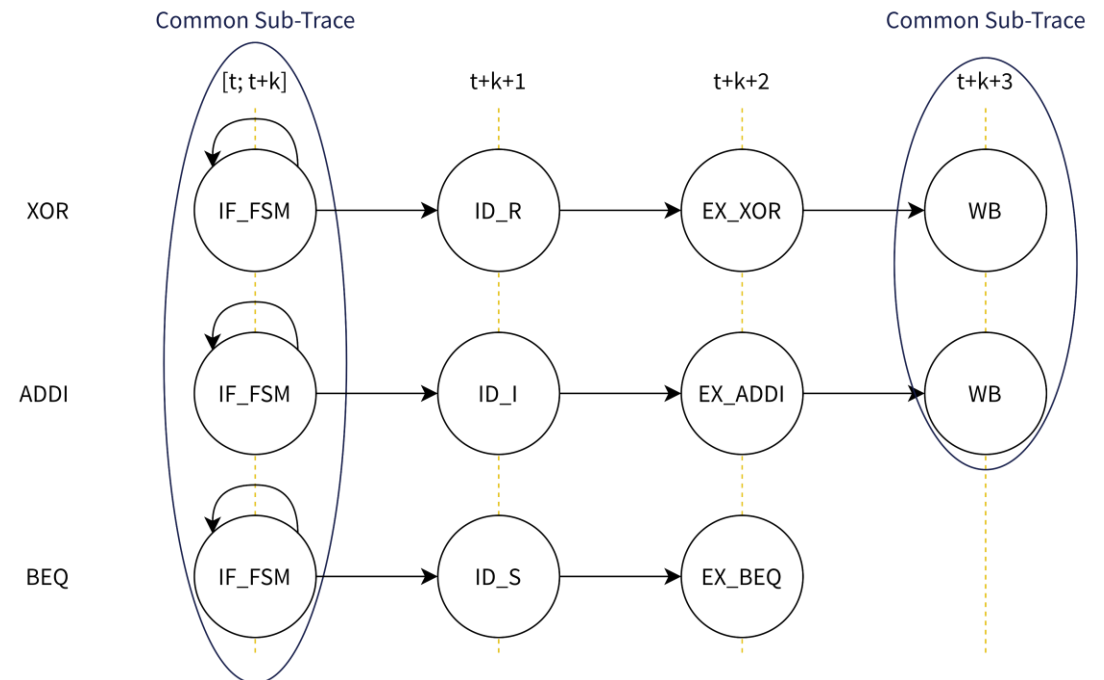 Common Sub-Trace Common Sub-Trace
[t; t+k] t+k+1 t+k+2 t+k+3
XOR IF_FSM ID_R EX_XOR WB
ADDI IF_FSM ID_I EX_ADDI WB
BEQ IF_FSM ID_S EX_BEQ